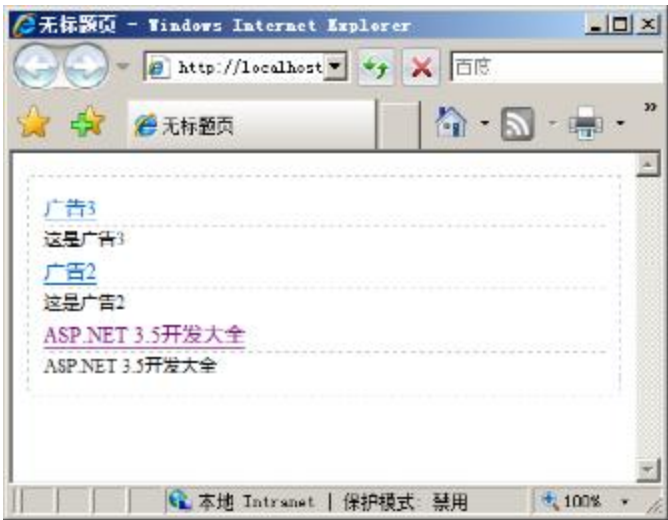 无标题页 - Windows Internet Explorer
http://localhost
百度
无标题页
»
广告3
这是广告3
广告2
这是广告2
ASP.NET 3.5开发大全
ASP.NET 3.5开发大全
本地 Intranet | 保护模式: 禁用
100%